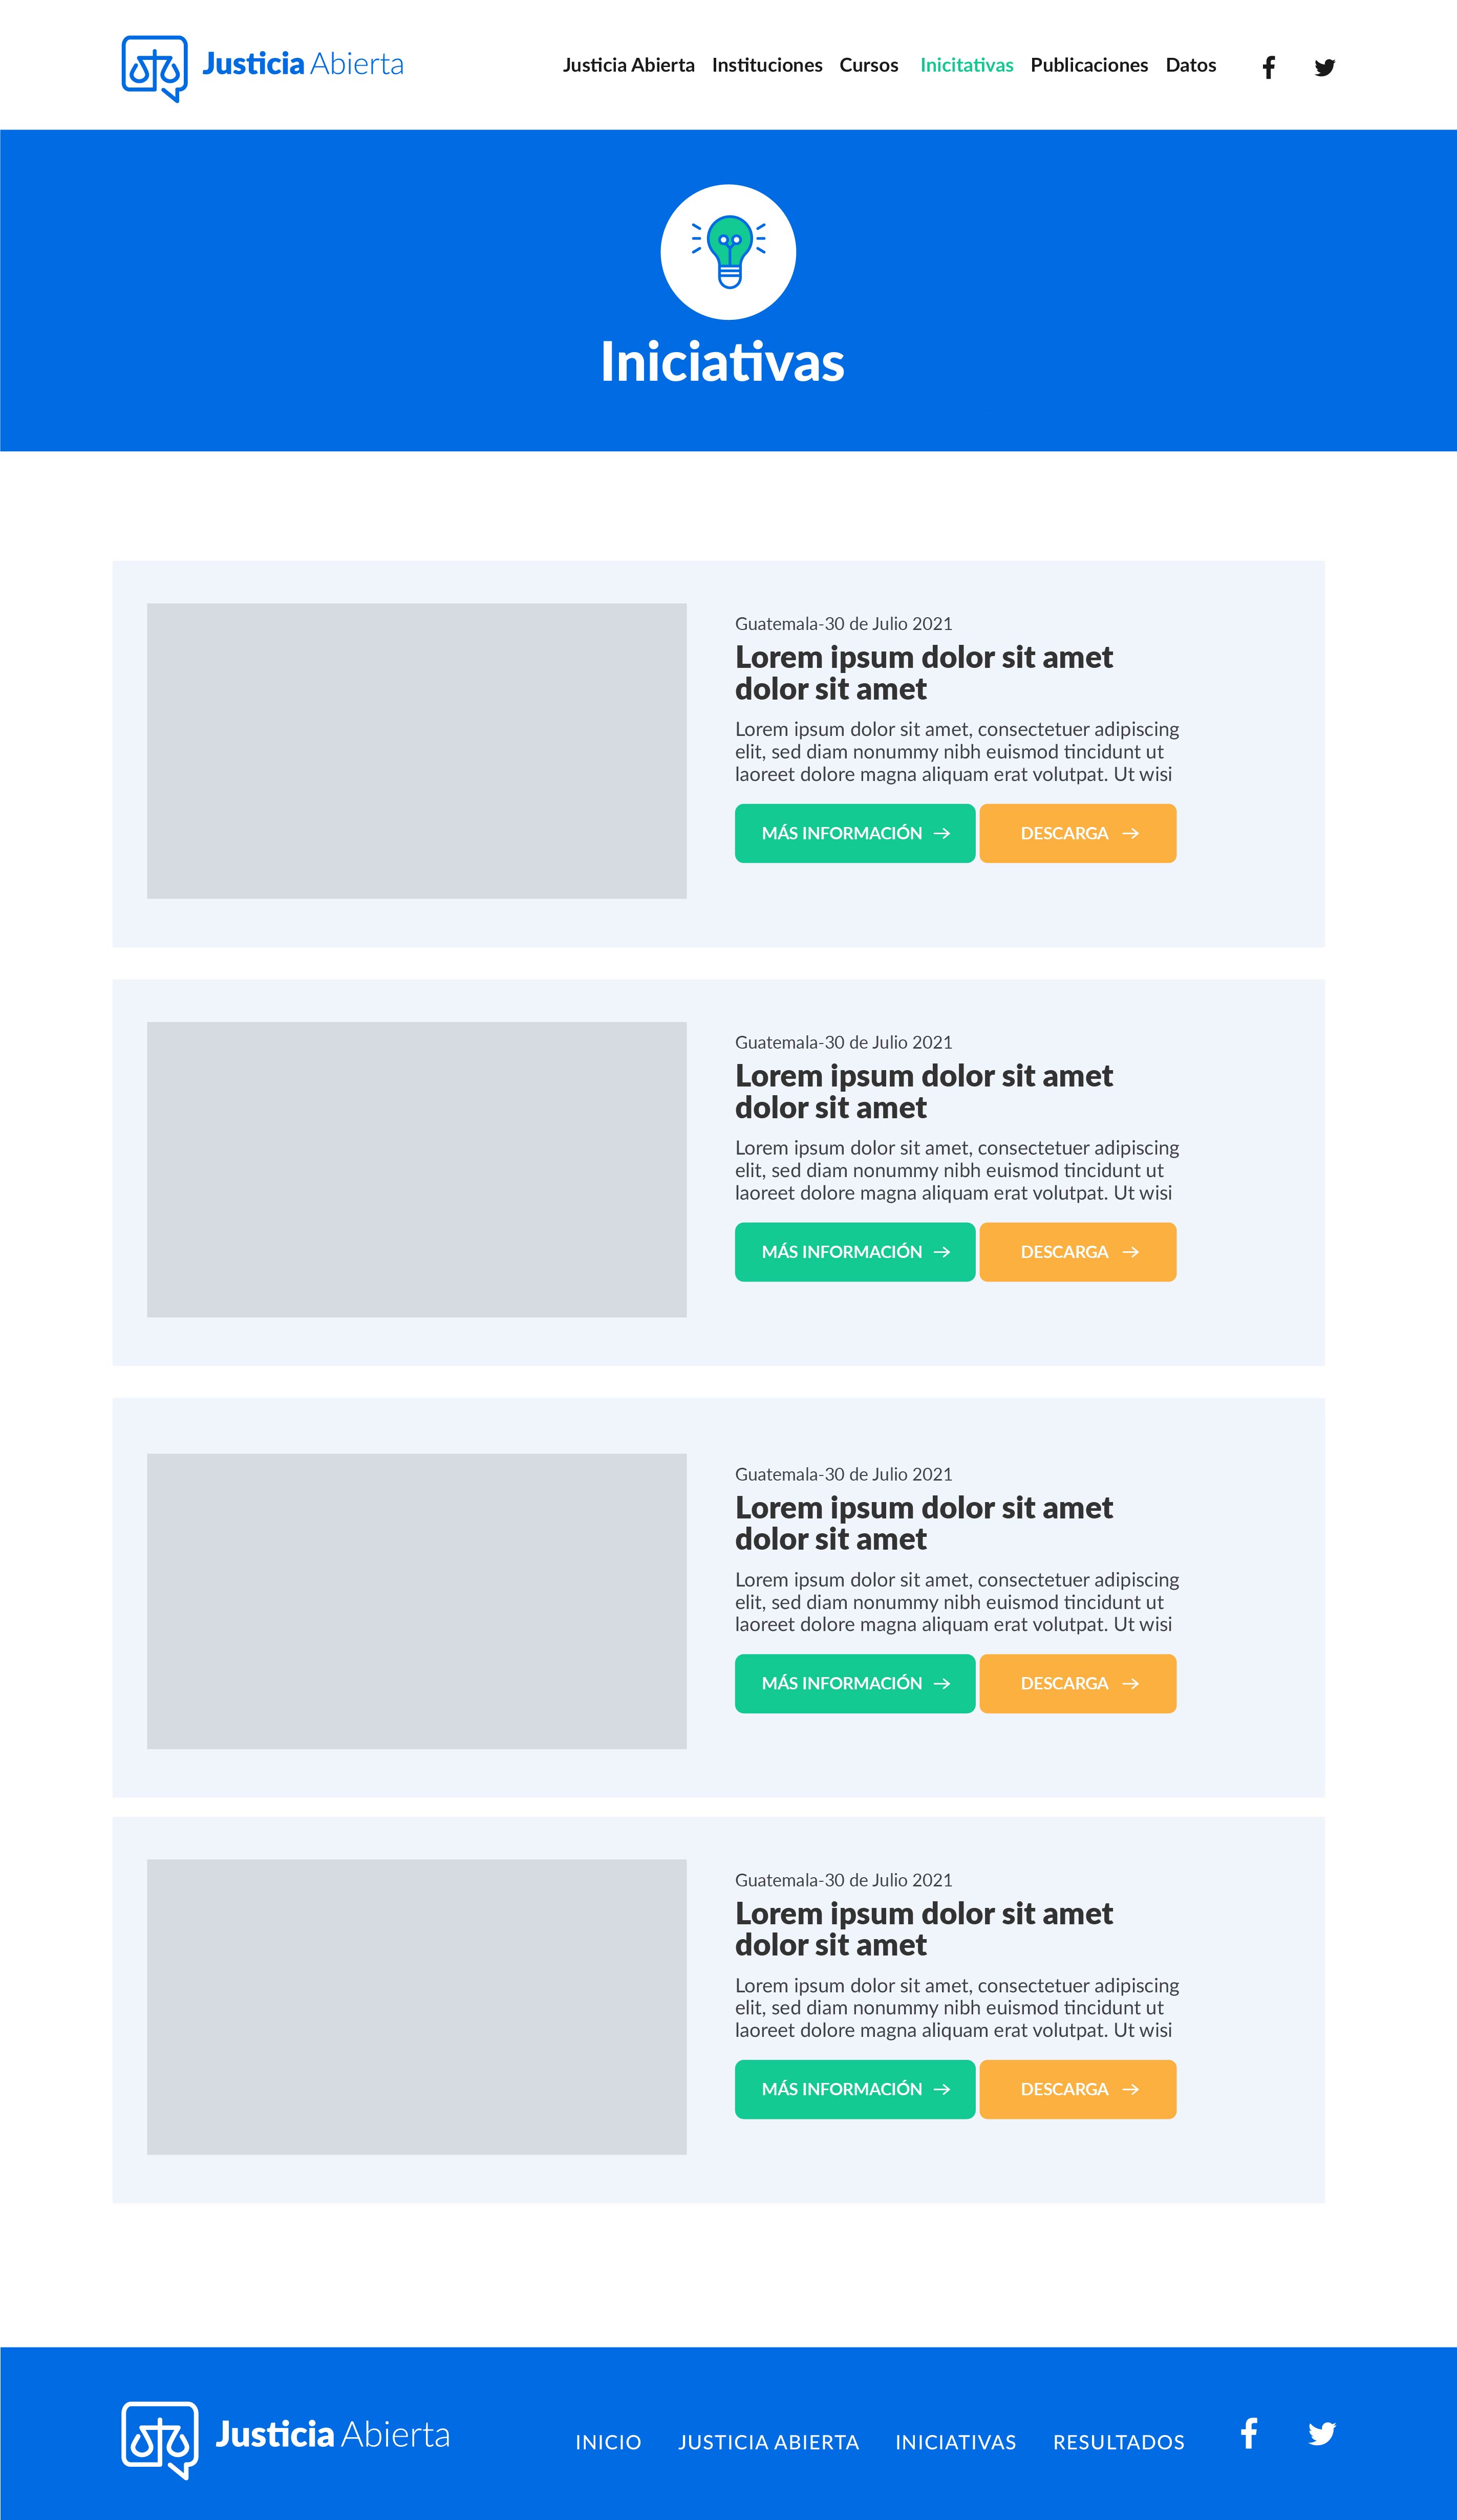 Justicia Abierta
Justicia Abierta Instituciones Cursos Inicitativas Publicaciones Datos
Iniciativas
Guatemala-30 de Julio 2021
Lorem ipsum dolor sit amet
dolor sit amet
Lorem ipsum dolor sit amet, consectetuer adipiscing
elit, sed diam nonummy nibh euismod tincidunt ut
laoreet dolore magna aliquam erat volutpat. Ut wisi
MÁS INFORMACIÓN → DESCARGA →
Guatemala-30 de Julio 2021
Lorem ipsum dolor sit amet
dolor sit amet
Lorem ipsum dolor sit amet, consectetuer adipiscing
elit, sed diam nonummy nibh euismod tincidunt ut
laoreet dolore magna aliquam erat volutpat. Ut wisi
MÁS INFORMACIÓN → DESCARGA →
Guatemala-30 de Julio 2021
Lorem ipsum dolor sit amet
dolor sit amet
Lorem ipsum dolor sit amet, consectetuer adipiscing
elit, sed diam nonummy nibh euismod tincidunt ut
laoreet dolore magna aliquam erat volutpat. Ut wisi
MÁS INFORMACIÓN → DESCARGA →
Guatemala-30 de Julio 2021
Lorem ipsum dolor sit amet
dolor sit amet
Lorem ipsum dolor sit amet, consectetuer adipiscing
elit, sed diam nonummy nibh euismod tincidunt ut
laoreet dolore magna aliquam erat volutpat. Ut wisi
MÁS INFORMACIÓN → DESCARGA →
Justicia Abierta
INICIO JUSTICIA ABIERTA INICIATIVAS RESULTADOS